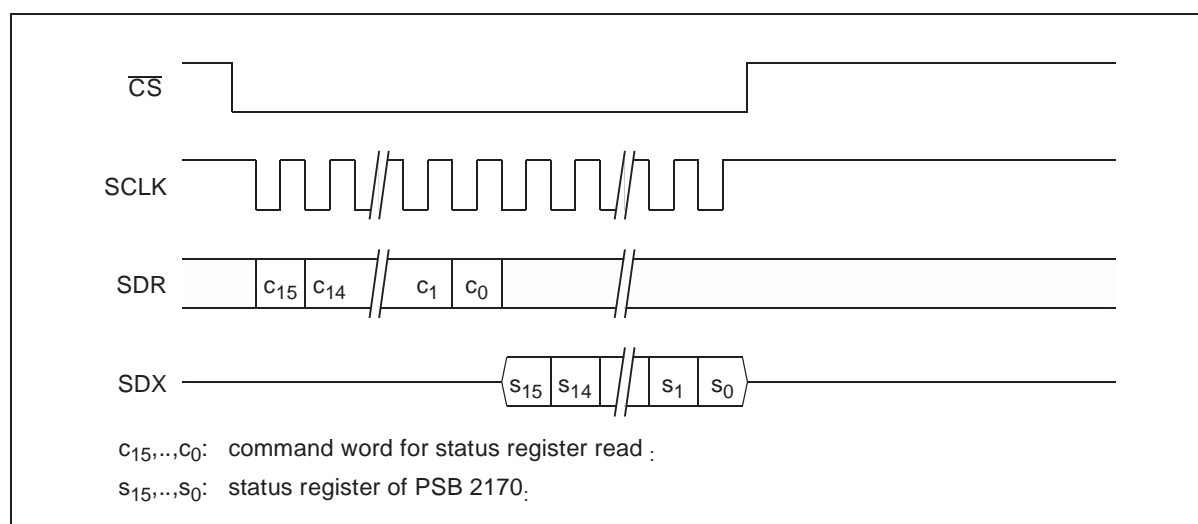 CS
SCLK
SDR c15 c14 c1 c0
SDX s15 s14 s1 s0
c15,..,c0: command word for status register read :
s15,..,s0: status register of PSB 2170: